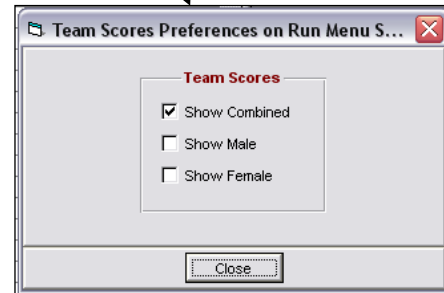 Team Scores Preferences on Run Menu S...
Team Scores
Show Combined
Show Male
Show Female
Close